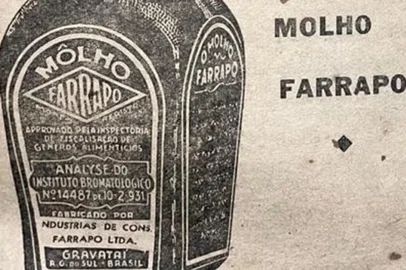 MÔLHO
FARRAPO
APPROVADO PELA INSPECTORIA
DE FISCALISAÇÃO DE
GENEROS ALIMENTICIOS
ANALYSE DO
INSTITUTO BROMATOLOGICO
Nº 14487 DE 10-2-931
FABRICADO POR
NDUSTRIAS DE CONS.
FARRAPO LTDA.
GRAVATAÍ
R.G. DO SUL - BRASIL
O MOLHO
FARRAPO
MOLHO
FARRAPO